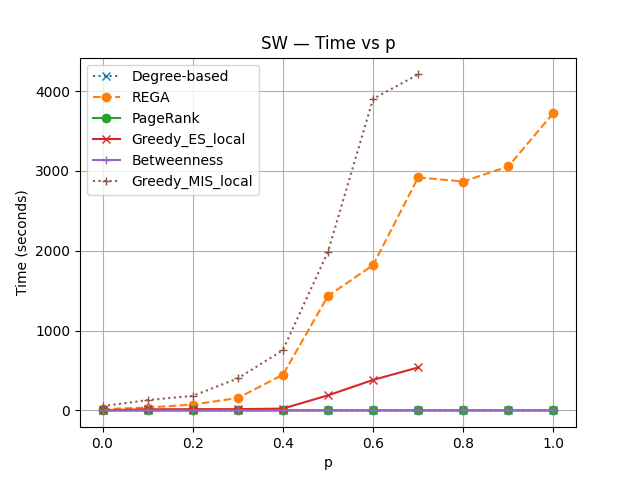 SW — Time vs p
Degree-based
REGA
PageRank
Greedy_ES_local
Betweenness
Greedy_MIS_local
Time (seconds)
4000
3000
2000
1000
0
0.0 0.2 0.4 0.6 0.8 1.0
p